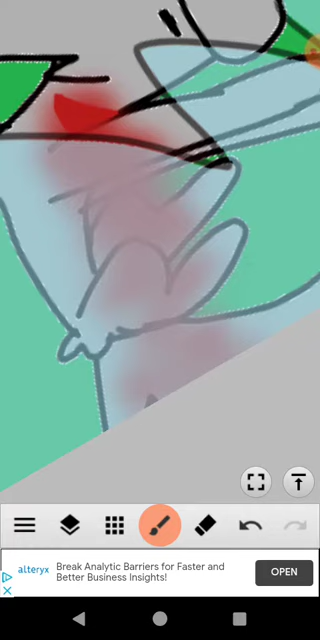 alteryx
Break Analytic Barriers for Faster and
Better Business Insights!
OPEN